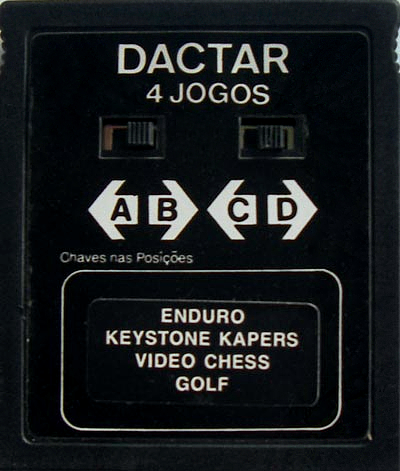 DACTAR
4 JOGOS
A B C D
Chaves nas Posições
ENDURO
KEYSTONE KAPERS
VIDEO CHESS
GOLF